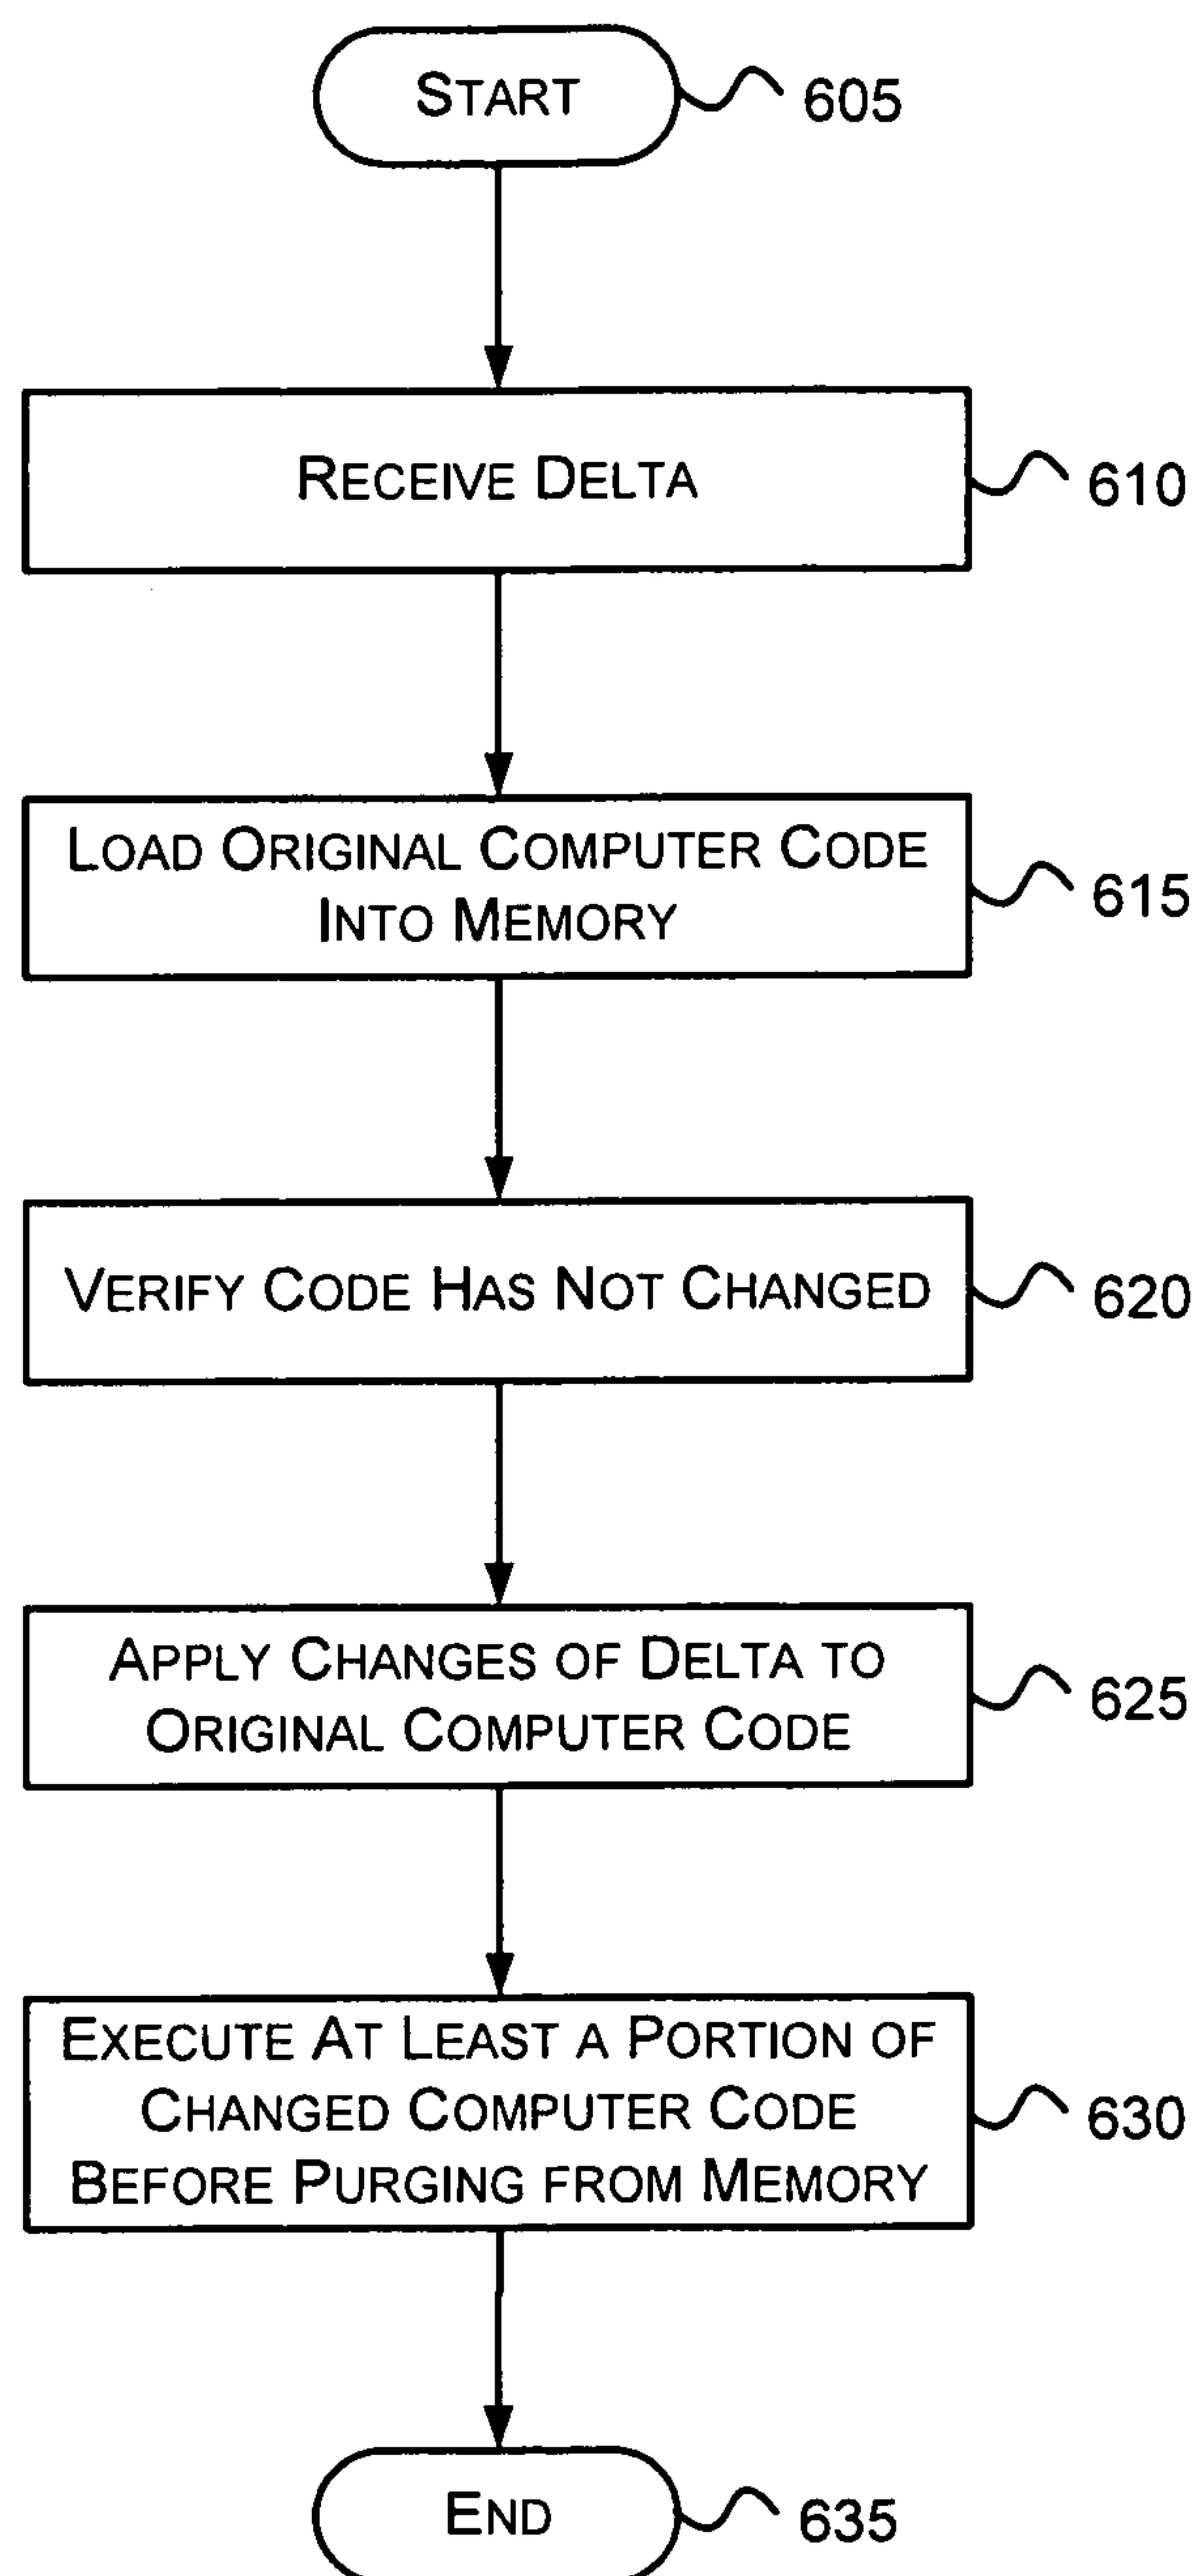 START
605
RECEIVE DELTA
610
LOAD ORIGINAL COMPUTER CODE
INTO MEMORY
615
VERIFY CODE HAS NOT CHANGED
620
APPLY CHANGES OF DELTA TO
ORIGINAL COMPUTER CODE
625
EXECUTE AT LEAST A PORTION OF
CHANGED COMPUTER CODE
BEFORE PURGING FROM MEMORY
630
END
635